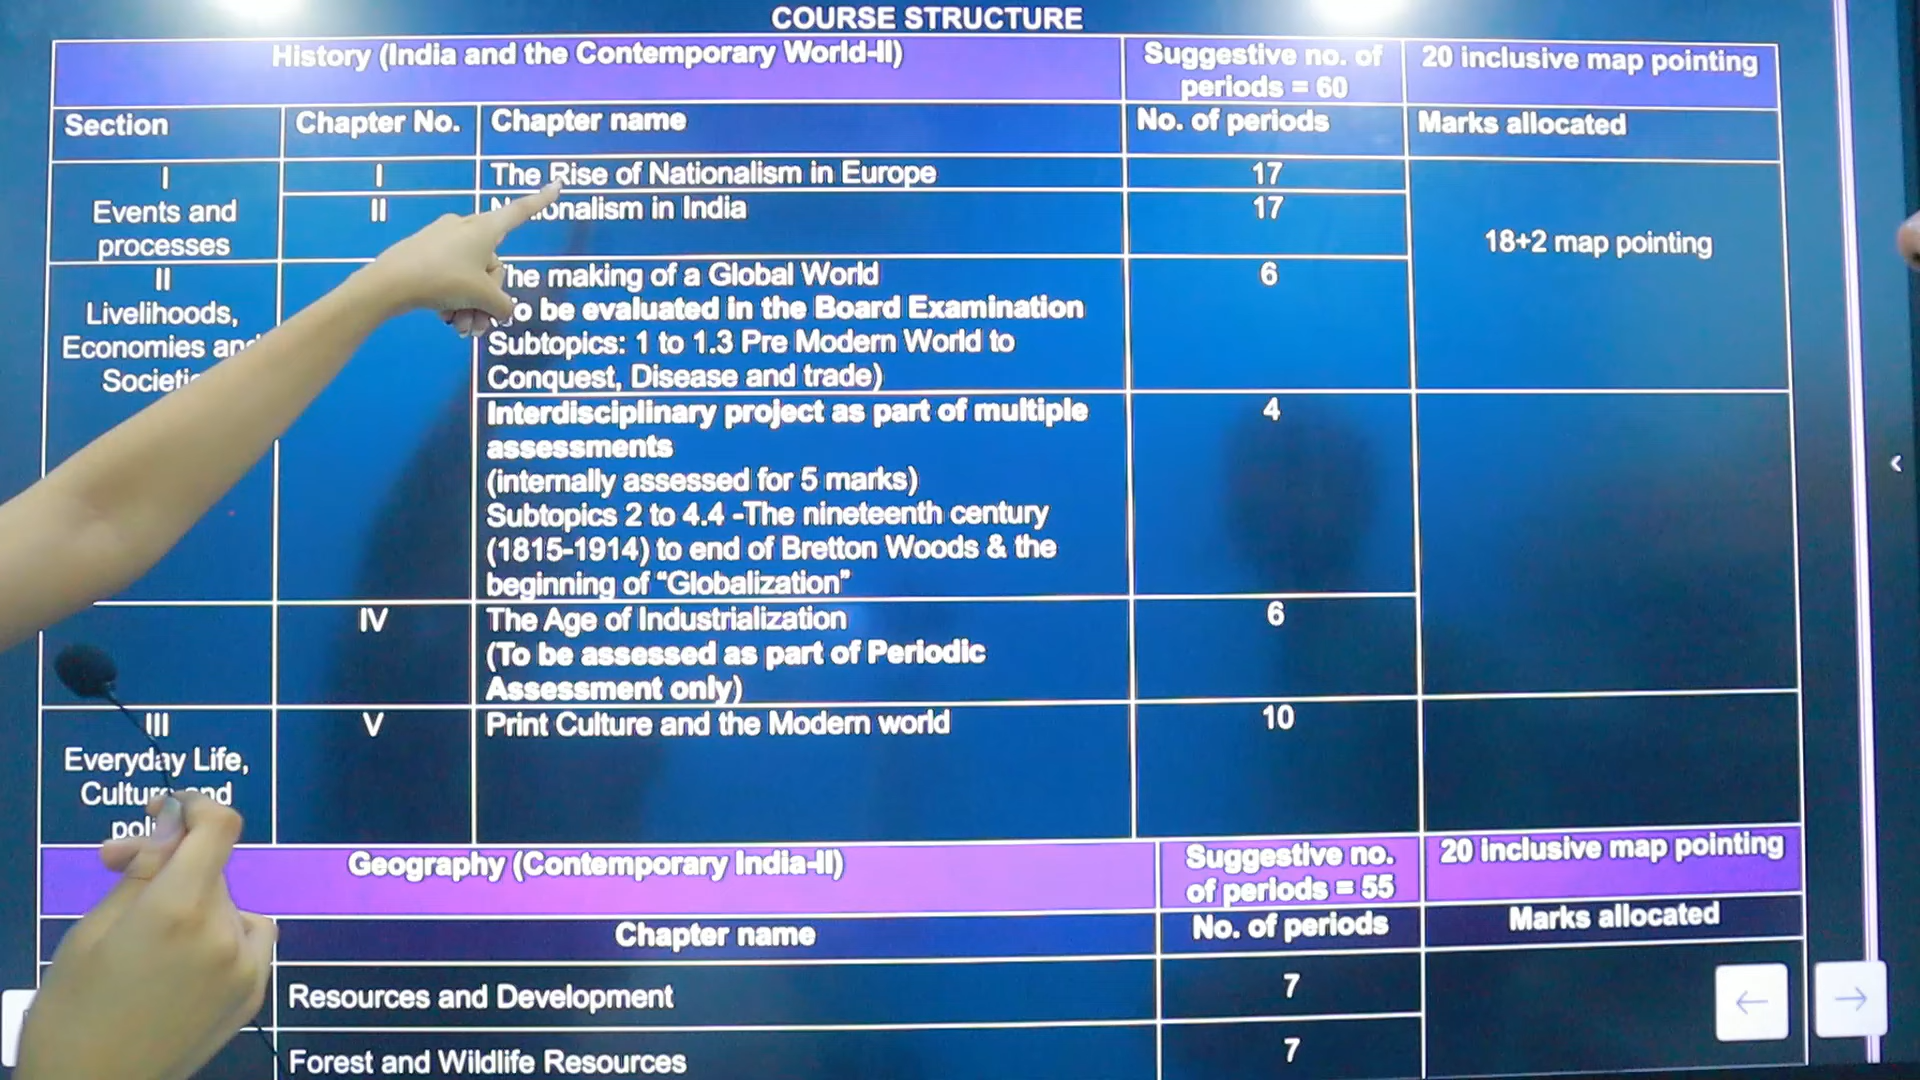 COURSE STRUCTURE
History (India and the Contemporary World-II)
Suggestive no. of
periods = 60
20 inclusive map pointing
Section
Chapter No.
Chapter name
No. of periods
Marks allocated
I
Events and
processes
I
The Rise of Nationalism in Europe
17
II
in India
17
18+2 map pointing
II
Livelihoods,
Economies
making of a Global World
be evaluated in the Board Examination
Subtopics: 1 to 1.3 Pre Modern World to
Conquest, Disease and trade)
6
Interdisciplinary project as part of multiple
assessments
(internally assessed for 5 marks)
Subtopics 2 to 4.4 -The nineteenth century
(1815-1914) to end of Bretton Woods & the
beginning of “Globalization”
4
IV
The Age of Industrialization
(To be assessed as part of Periodic
Assessment only)
6
III
Everyday Life,
V
Print Culture and the Modern world
10
Geography (Contemporary India-II)
Suggestive no.
of periods = 55
20 inclusive map pointing
Chapter name
No. of periods
Marks allocated
Resources and Development
7
Forest and Wildlife Resources
7